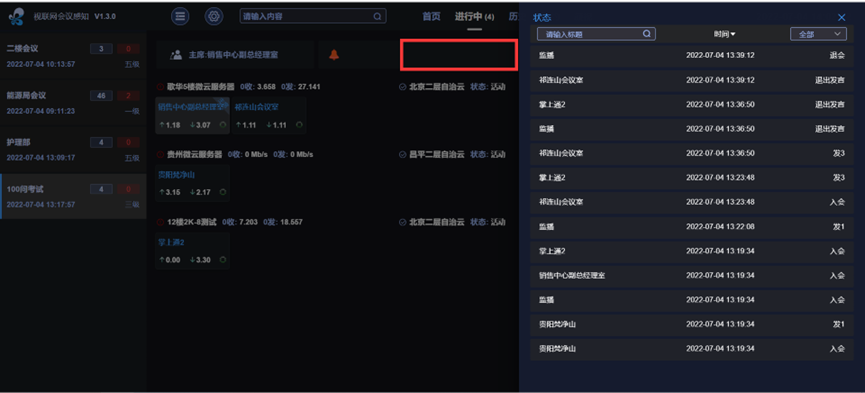 视联网会议感知 V1.3.0
请输入内容
首页 进行中 (4) 历
二楼会议 3 0
2022-07-04 10:13:57 五级
能源局会议 46 2
2022-07-04 09:11:23 一级
护理部 4 0
2022-07-04 13:09:17 五级
100问考试 4 0
2022-07-04 13:17:57 三级
主席:销售中心副总经理室
歌华5楼微云服务器 0收: 3.658 0发: 27.141 北京二层自治云 状态: 活动
销售中心副总经理室 祁连山会议室
↑1.18 ↓3.07 ↑1.11 ↓1.11
贵州微云服务器 0收: 0 Mb/s 0发: 0 Mb/s 昌平二层自治云 状态: 活动
贵阳梵净山
↑3.15 ↓2.17
12楼2K-8测试 0收: 7.203 0发: 18.557 北京二层自治云 状态: 活动
掌上通2
↑0.00 ↓3.30
状态 ×
请输入标题 时间▼ 全部
监播 2022-07-04 13:39:12 退会
祁连山会议室 2022-07-04 13:39:12 退出发言
掌上通2 2022-07-04 13:36:50 退出发言
监播 2022-07-04 13:36:50 退出发言
祁连山会议室 2022-07-04 13:36:50 发3
掌上通2 2022-07-04 13:23:48 发3
祁连山会议室 2022-07-04 13:23:48 入会
监播 2022-07-04 13:22:08 发1
掌上通2 2022-07-04 13:19:34 入会
销售中心副总经理室 2022-07-04 13:19:34 入会
监播 2022-07-04 13:19:34 入会
贵阳梵净山 2022-07-04 13:19:34 发1
贵阳梵净山 2022-07-04 13:19:34 入会